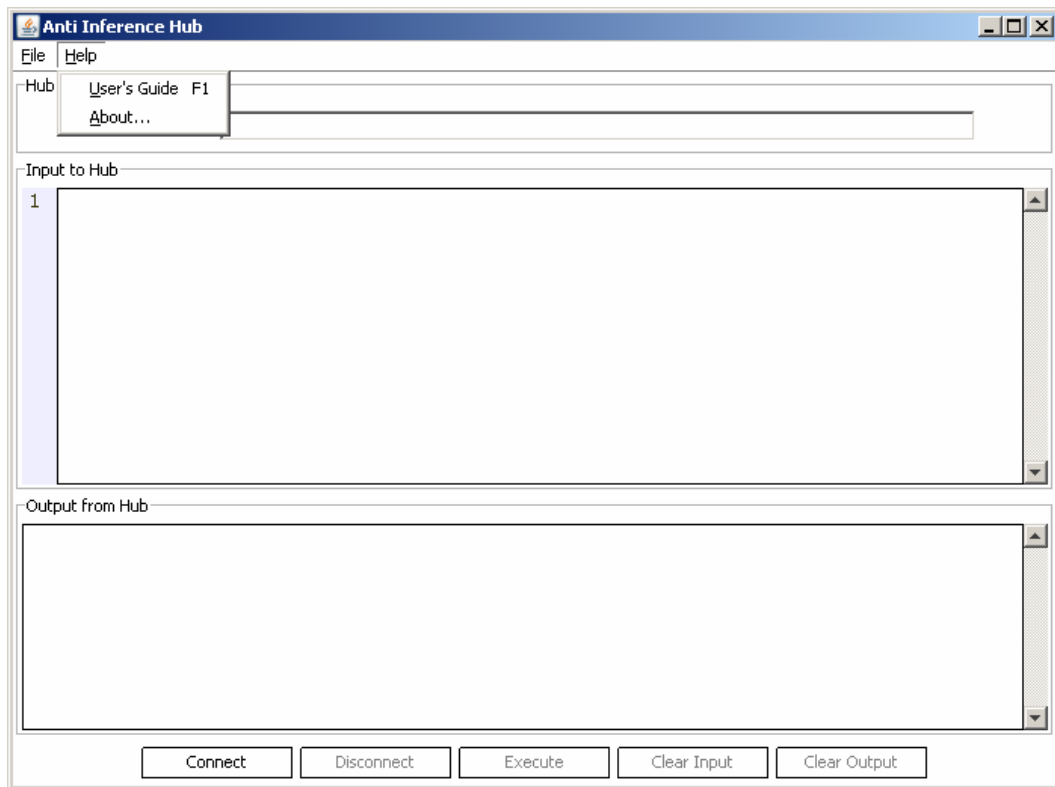 Anti Inference Hub
File Help
Hub
User's Guide F1
About...
Input to Hub
1
Output from Hub
Connect Disconnect Execute Clear Input Clear Output